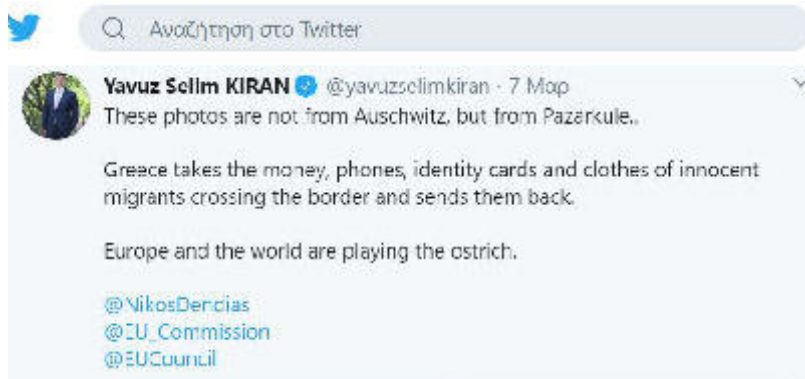 Αναζήτηση στο Twitter
Yavuz Selim KIRAN @yavuzselimkiran · 7 Μαρ
These photos are not from Auschwitz, but from Pazarkule..
Greece takes the money, phones, identity cards and clothes of innocent
migrants crossing the border and sends them back.
Europe and the world are playing the ostrich.
@NikosDendias
@EU_Commission
@EUCouncil